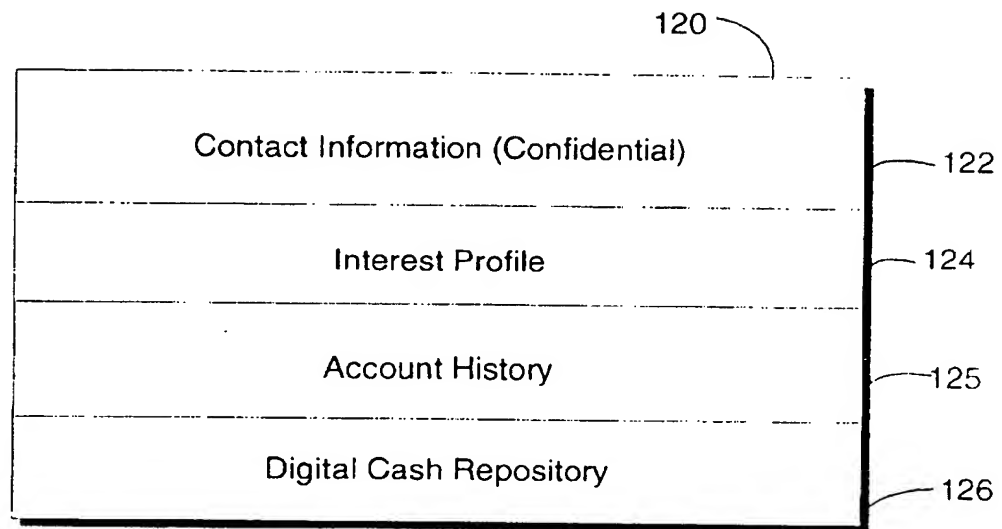 120
Contact Information (Confidential)
122
Interest Profile
124
Account History
125
Digital Cash Repository
126